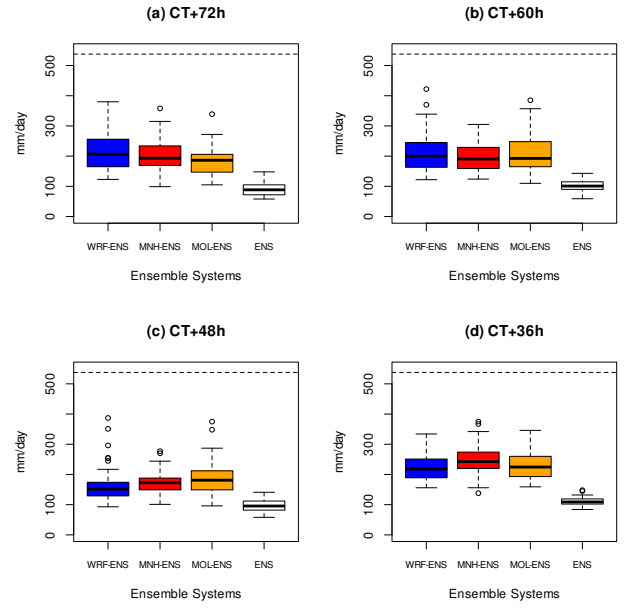 (a) CT+72h
mm/day
0
100
300
500
WRF-ENS MNH-ENS MOL-ENS ENS
Ensemble Systems
(b) CT+60h
mm/day
0
100
300
500
WRF-ENS MNH-ENS MOL-ENS ENS
Ensemble Systems
(c) CT+48h
mm/day
0
100
300
500
WRF-ENS MNH-ENS MOL-ENS ENS
Ensemble Systems
(d) CT+36h
mm/day
0
100
300
500
WRF-ENS MNH-ENS MOL-ENS ENS
Ensemble Systems